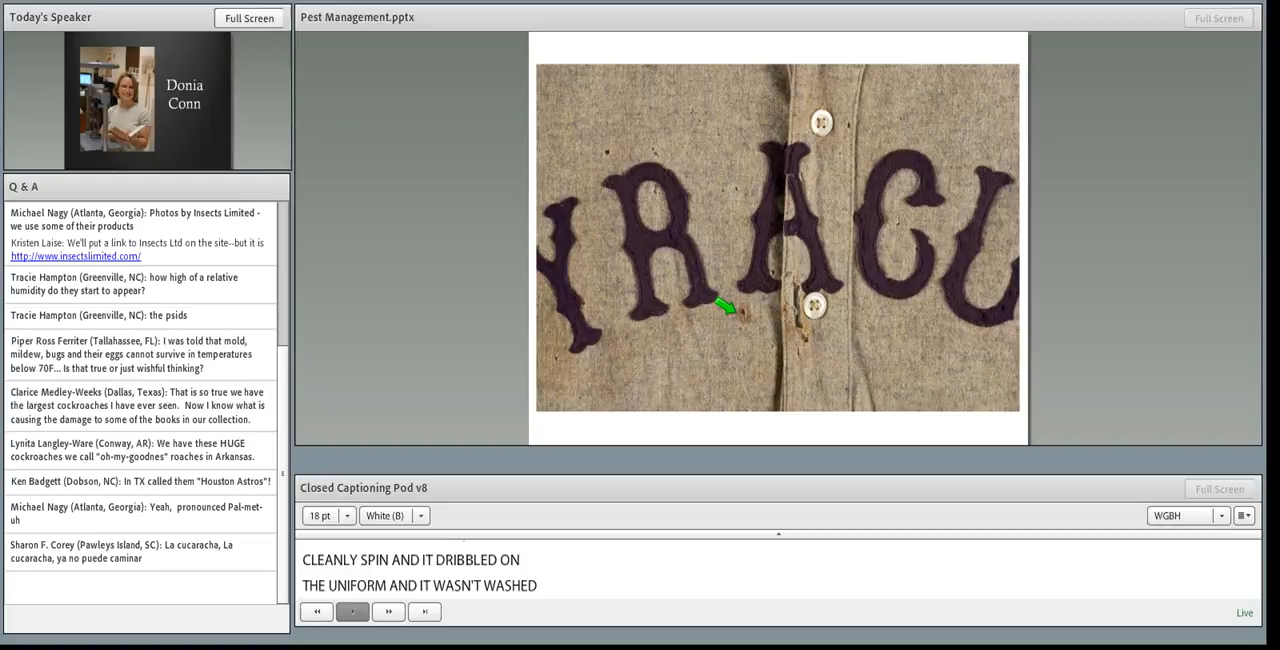 Today's Speaker
Full Screen
Donia
Conn
Q & A
Michael Nagy (Atlanta, Georgia): Photos by Insects Limited -
we use some of their products
Kristen Laise: We'll put a link to Insects Ltd on the site--but it is
http://www.insectslimited.com/
Tracie Hampton (Greenville, NC): how high of a relative
humidity do they start to appear?
Tracie Hampton (Greenville, NC): the psids
Piper Ross Ferriter (Tallahassee, FL): I was told that mold,
mildew, bugs and their eggs cannot survive in temperatures
below 70F... Is that true or just wishful thinking?
Clarice Medley-Weeks (Dallas, Texas): That is so true we have
the largest cockroaches I have ever seen. Now I know what is
causing the damage to some of the books in our collection.
Lynita Langley-Ware (Conway, AR): We have these HUGE
cockroaches we call "oh-my-goodnes" roaches in Arkansas.
Ken Badgett (Dobson, NC): In TX called them "Houston Astros"!
Michael Nagy (Atlanta, Georgia): Yeah, pronounced Pal-met-
uh
Sharon F. Corey (Pawleys Island, SC): La cucaracha, La
cucaracha, ya no puede caminar
Pest Management.pptx
Full Screen
YRACU
Closed Captioning Pod v8
Full Screen
18 pt
White (B)
WGBH
CLEANLY SPIN AND IT DRIBBLED ON
THE UNIFORM AND IT WASN'T WASHED
Live